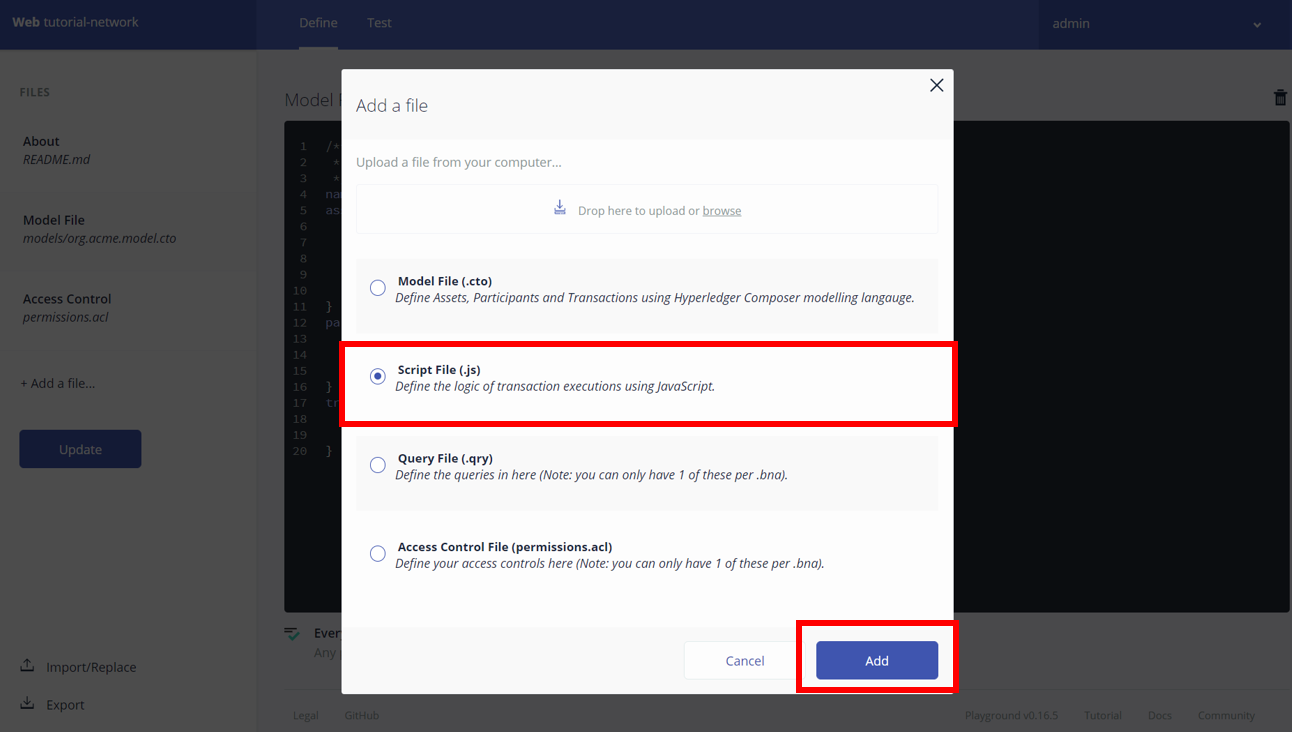 Web tutorial-network
Define
Test
admin
FILES
About
README.md
Model File
models/org.acme.model.cto
Access Control
permissions.acl
+ Add a file...
Update
Import/Replace
Export
Model
1 /*
2 *
3 *
4
5
6
7
8
9
10
11 }
12
13
14
15
16 }
17
18
19
20 }
Any
Add a file
Upload a file from your computer...
Drop here to upload or browse
Model File (.cto)
Define Assets, Participants and Transactions using Hyperledger Composer modelling langauge.
Script File (.js)
Define the logic of transaction executions using JavaScript.
Query File (.qry)
Define the queries in here (Note: you can only have 1 of these per .bna).
Access Control File (permissions.acl)
Define your access controls here (Note: you can only have 1 of these per .bna).
Cancel
Add
Legal
GitHub
Playground v0.16.5
Tutorial
Docs
Community